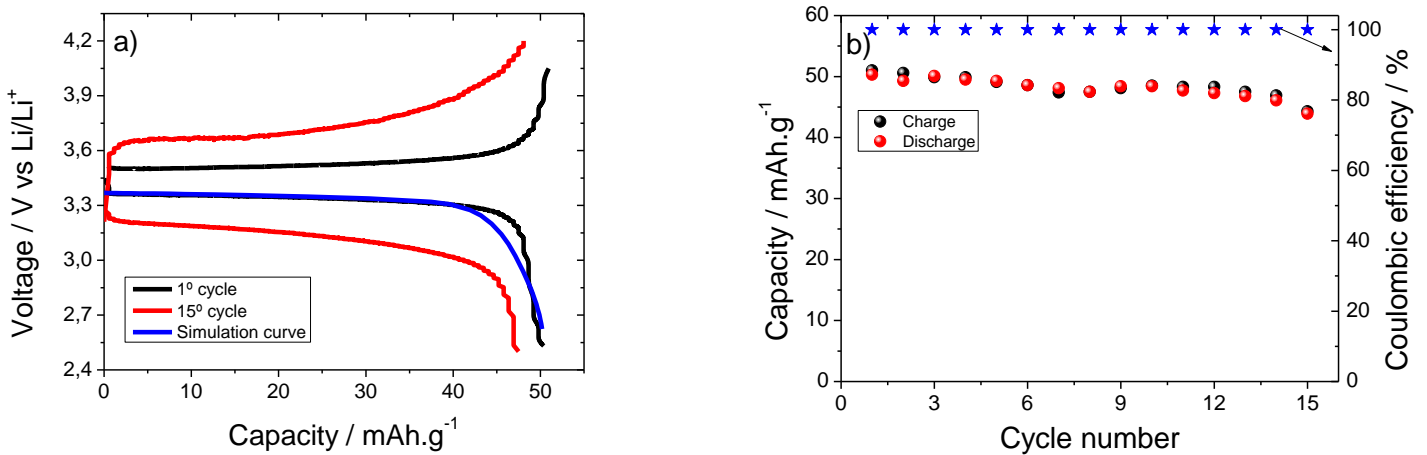 a)
4,2
3,9
3,6
3,3
3,0
2,7
2,4
Voltage / V vs Li/Li⁺
1º cycle
15º cycle
Simulation curve
0 10 20 30 40 50
Capacity / mAh.g⁻¹
b)
60
50
40
30
20
10
0
Capacity / mAh.g⁻¹
Charge
Discharge
100
80
60
40
20
0
Coulombic efficiency / %
0 3 6 9 12 15
Cycle number